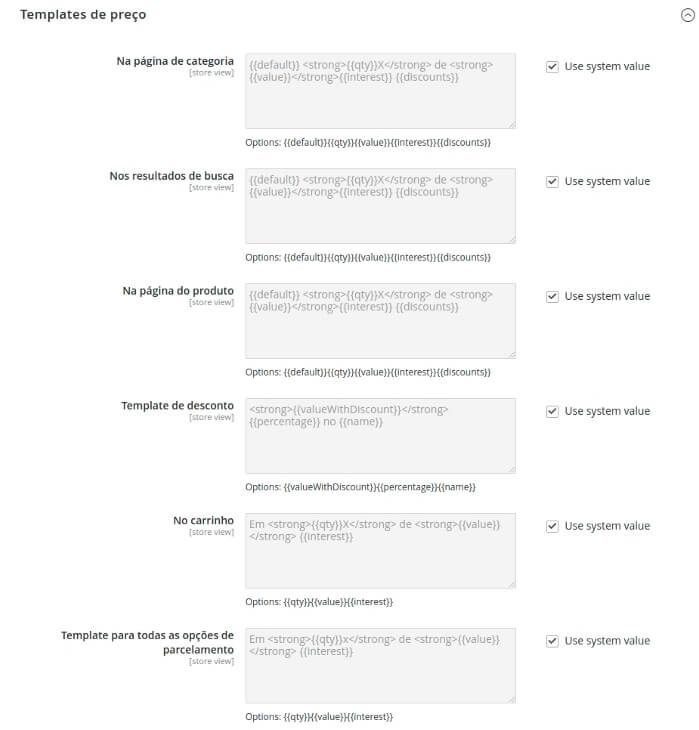 Templates de preço
Na página de categoria
[store view]
{{default}} <strong>{{qty}}X</strong> de <strong>
{{value}}</strong>{{interest}} {{discounts}}
Use system value
Options: {{default}}{{qty}}{{value}}{{interest}}{{discounts}}
Nos resultados de busca
[store view]
{{default}} <strong>{{qty}}X</strong> de <strong>
{{value}}</strong>{{interest}} {{discounts}}
Use system value
Options: {{default}}{{qty}}{{value}}{{interest}}{{discounts}}
Na página do produto
[store view]
{{default}} <strong>{{qty}}X</strong> de <strong>
{{value}}</strong>{{interest}} {{discounts}}
Use system value
Options: {{default}}{{qty}}{{value}}{{interest}}{{discounts}}
Template de desconto
[store view]
<strong>{{valueWithDiscount}}</strong>
{{percentage}} no {{name}}
Use system value
Options: {{valueWithDiscount}}{{percentage}}{{name}}
No carrinho
[store view]
Em <strong>{{qty}}X</strong> de <strong>{{value}}
</strong> {{interest}}
Use system value
Options: {{qty}}{{value}}{{interest}}
Template para todas as opções de
parcelamento
[store view]
Em <strong>{{qty}}x</strong> de <strong>{{value}}
</strong> {{interest}}
Use system value
Options: {{qty}}{{value}}{{interest}}